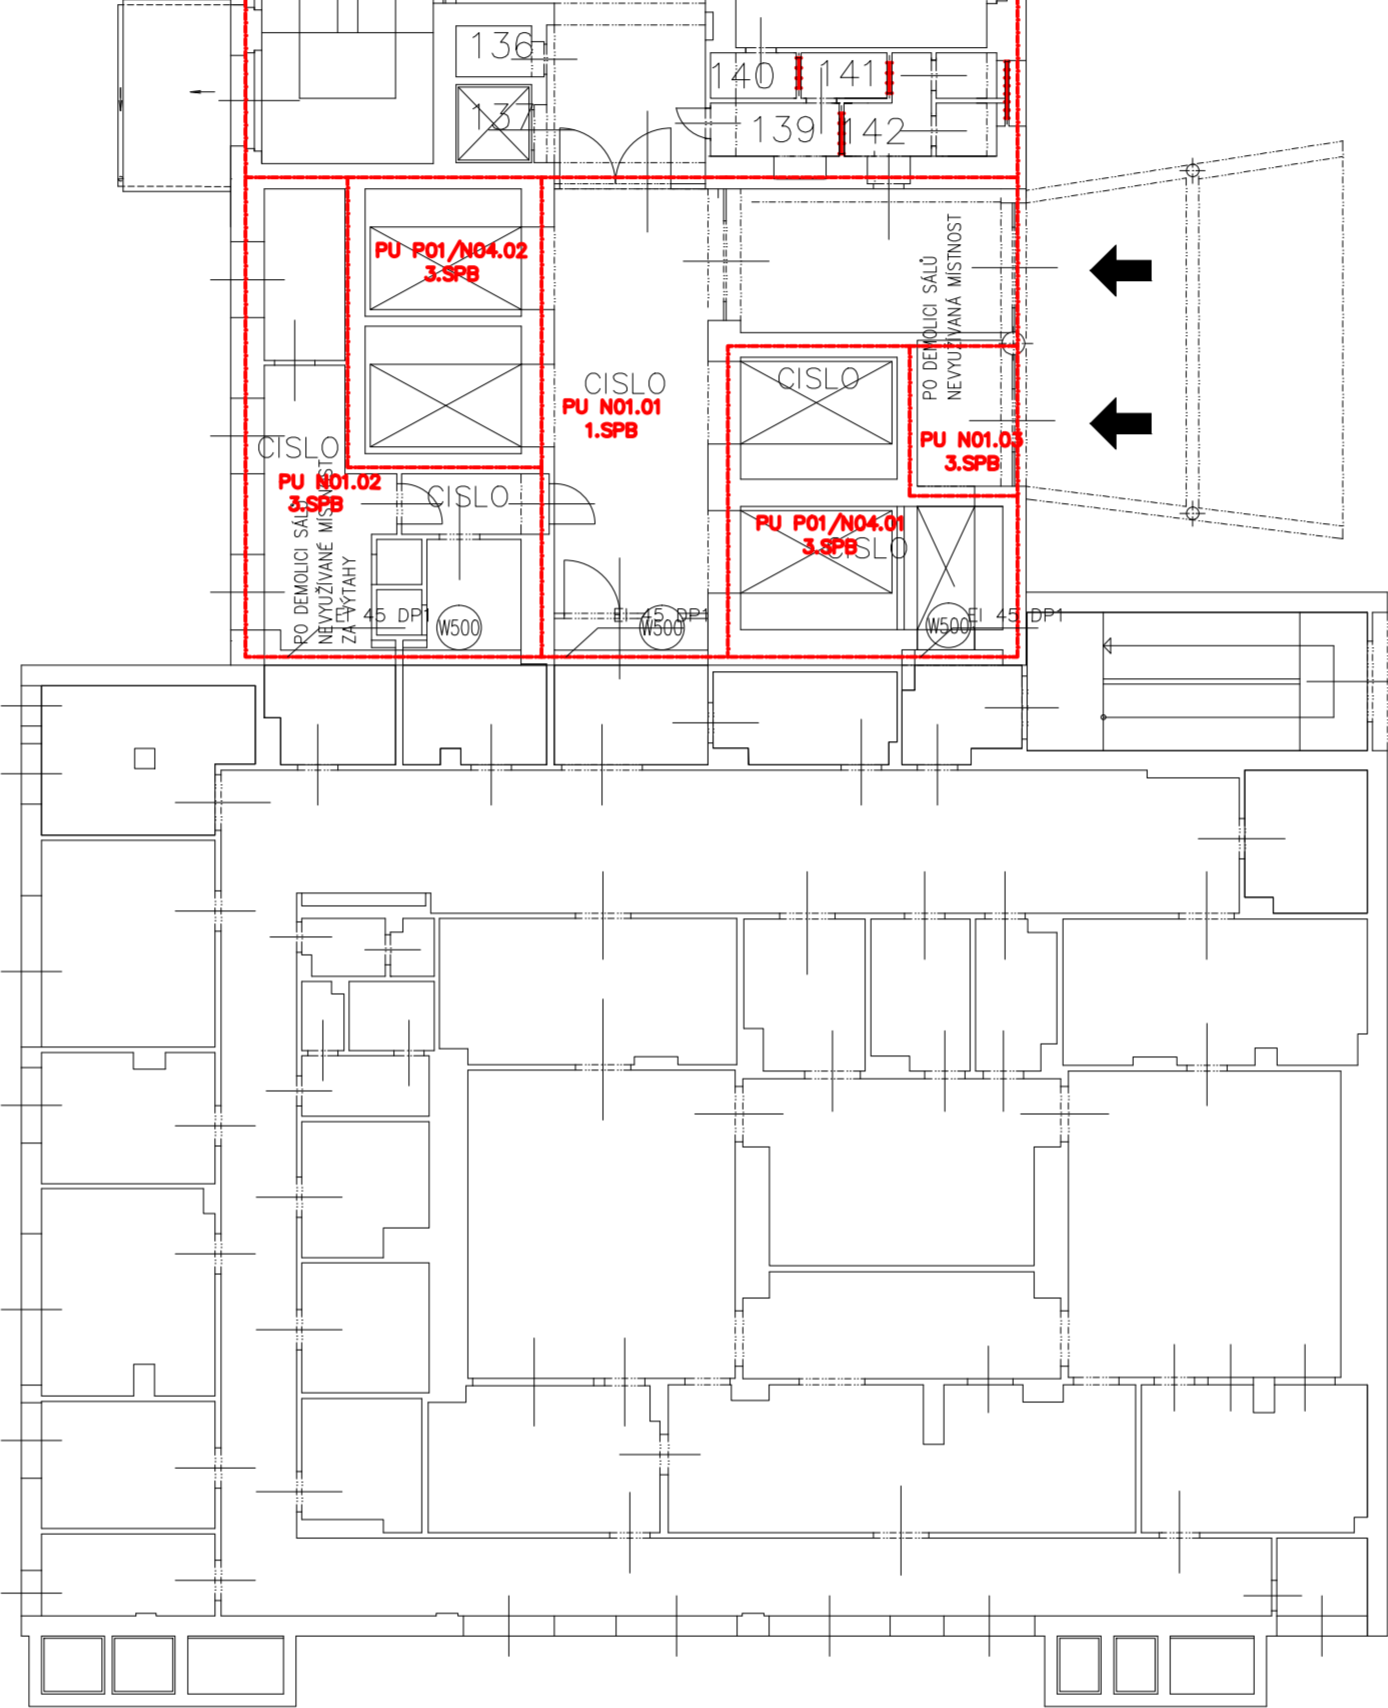 136
137
140
141
139
142
PU P01/N04.02
3.SPB
PO DEMOLICI SÁLŮ
NEVYUŽÍVANÁ MÍSTNOST
CISLO
PU N01.01
1.SPB
CISLO
PU N01.03
3.SPB
CISLO
PU N01.02
3.SPB
CISLO
PO DEMOLICI SÁLŮ
NEVYUŽÍVANÉ MÍSTNOST
ZA VÝTAHY
PU P01/N04.01
3.SPB
CISLO
EI 45 DP1
W500
EI 45 DP1
W500
EI 45 DP1
W500